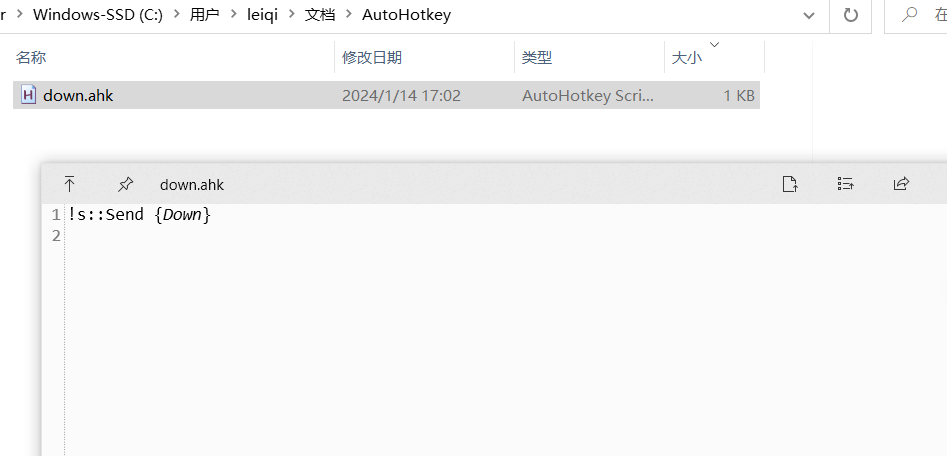 r > Windows-SSD (C:) > 用户 > leiqi > 文档 > AutoHotkey
在
名称 修改日期 类型 大小
down.ahk 2024/1/14 17:02 AutoHotkey Scri... 1 KB
down.ahk
1 !s::Send {Down}
2